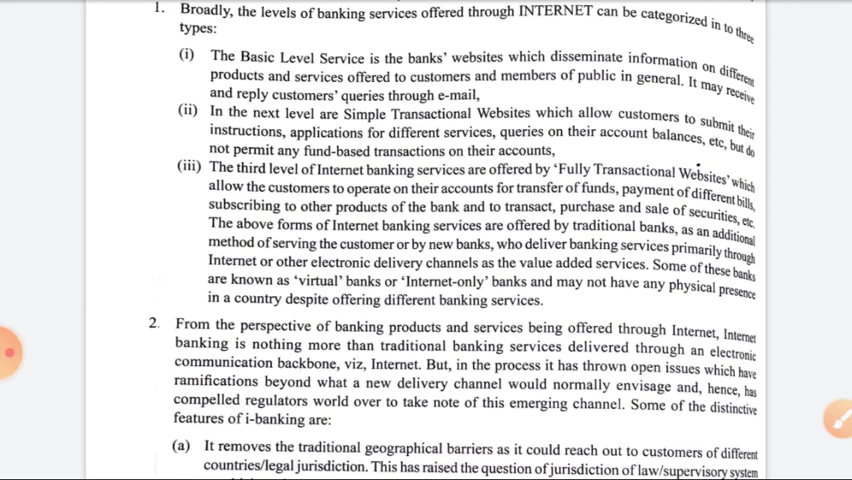 1. Broadly, the levels of banking services offered through INTERNET can be categorized in to three
types:
(i) The Basic Level Service is the banks' websites which disseminate information on different
products and services offered to customers and members of public in general. It may receive
and reply customers' queries through e-mail,
(ii) In the next level are Simple Transactional Websites which allow customers to submit their
instructions, applications for different services, queries on their account balances, etc, but do
not permit any fund-based transactions on their accounts,
(iii) The third level of Internet banking services are offered by 'Fully Transactional Websites' which
allow the customers to operate on their accounts for transfer of funds, payment of different bills,
subscribing to other products of the bank and to transact, purchase and sale of securities, etc.
The above forms of Internet banking services are offered by traditional banks, as an additional
method of serving the customer or by new banks, who deliver banking services primarily through
Internet or other electronic delivery channels as the value added services. Some of these banks
are known as 'virtual' banks or 'Internet-only' banks and may not have any physical presence
in a country despite offering different banking services.
2. From the perspective of banking products and services being offered through Internet, Internet
banking is nothing more than traditional banking services delivered through an electronic
communication backbone, viz, Internet. But, in the process it has thrown open issues which have
ramifications beyond what a new delivery channel would normally envisage and, hence, has
compelled regulators world over to take note of this emerging channel. Some of the distinctive
features of i-banking are:
(a) It removes the traditional geographical barriers as it could reach out to customers of different
countries/legal jurisdiction. This has raised the question of jurisdiction of law/supervisory system